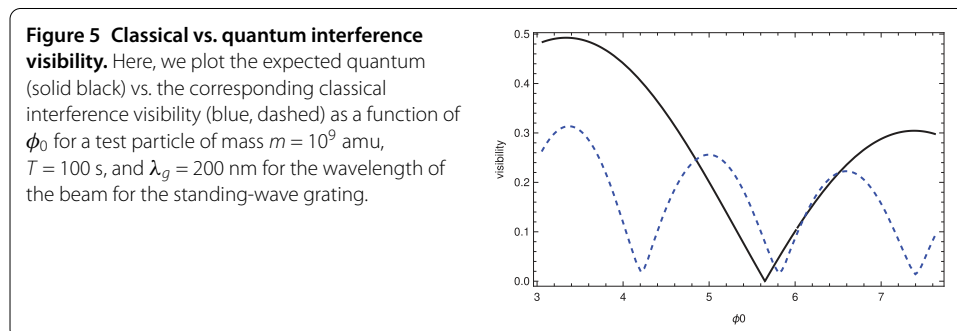 Figure 5 Classical vs. quantum interference
visibility. Here, we plot the expected quantum
(solid black) vs. the corresponding classical
interference visibility (blue, dashed) as a function of
ϕ₀ for a test particle of mass m = 10⁹ amu,
T = 100 s, and λg = 200 nm for the wavelength of
the beam for the standing-wave grating.
0.5
0.4
0.3
0.2
0.1
0.0
visibility
3 4 5 6 7
ϕ0